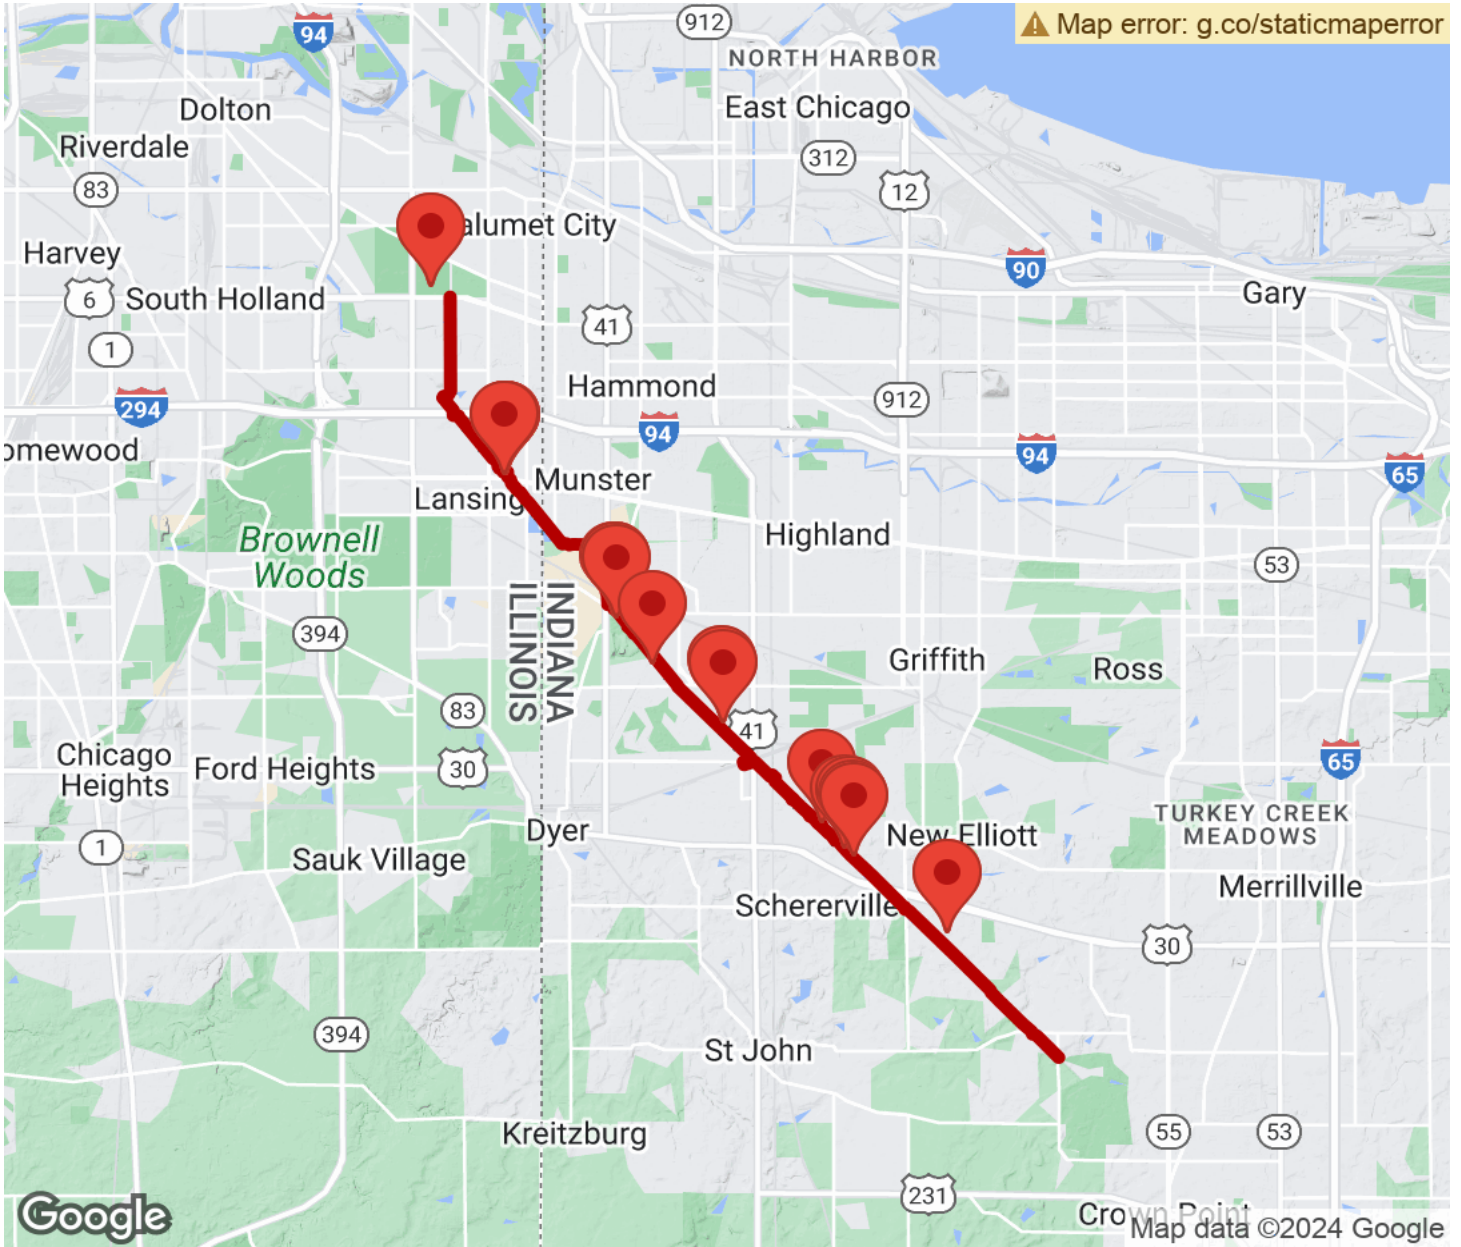 912
94
Map error: g.co/staticmaperror
NORTH HARBOR
Dolton
East Chicago
Riverdale
312
83
12
alumet City
Harvey
90
6
South Holland
Gary
41
1
Hammond
294
912
94
94
omewood
65
Munster
Lansing
Brownell
Woods
Highland
53
INDIANA
ILLINOIS
394
Griffith
Ross
83
41
Chicago
Heights
Ford Heights
30
65
TURKEY CREEK
MEADOWS
Dyer
New Elliott
1
Sauk Village
Merrillville
Schererville
30
394
St John
Kreitzburg
55
53
231
Crown Point
Google
Map data ©2024 Google